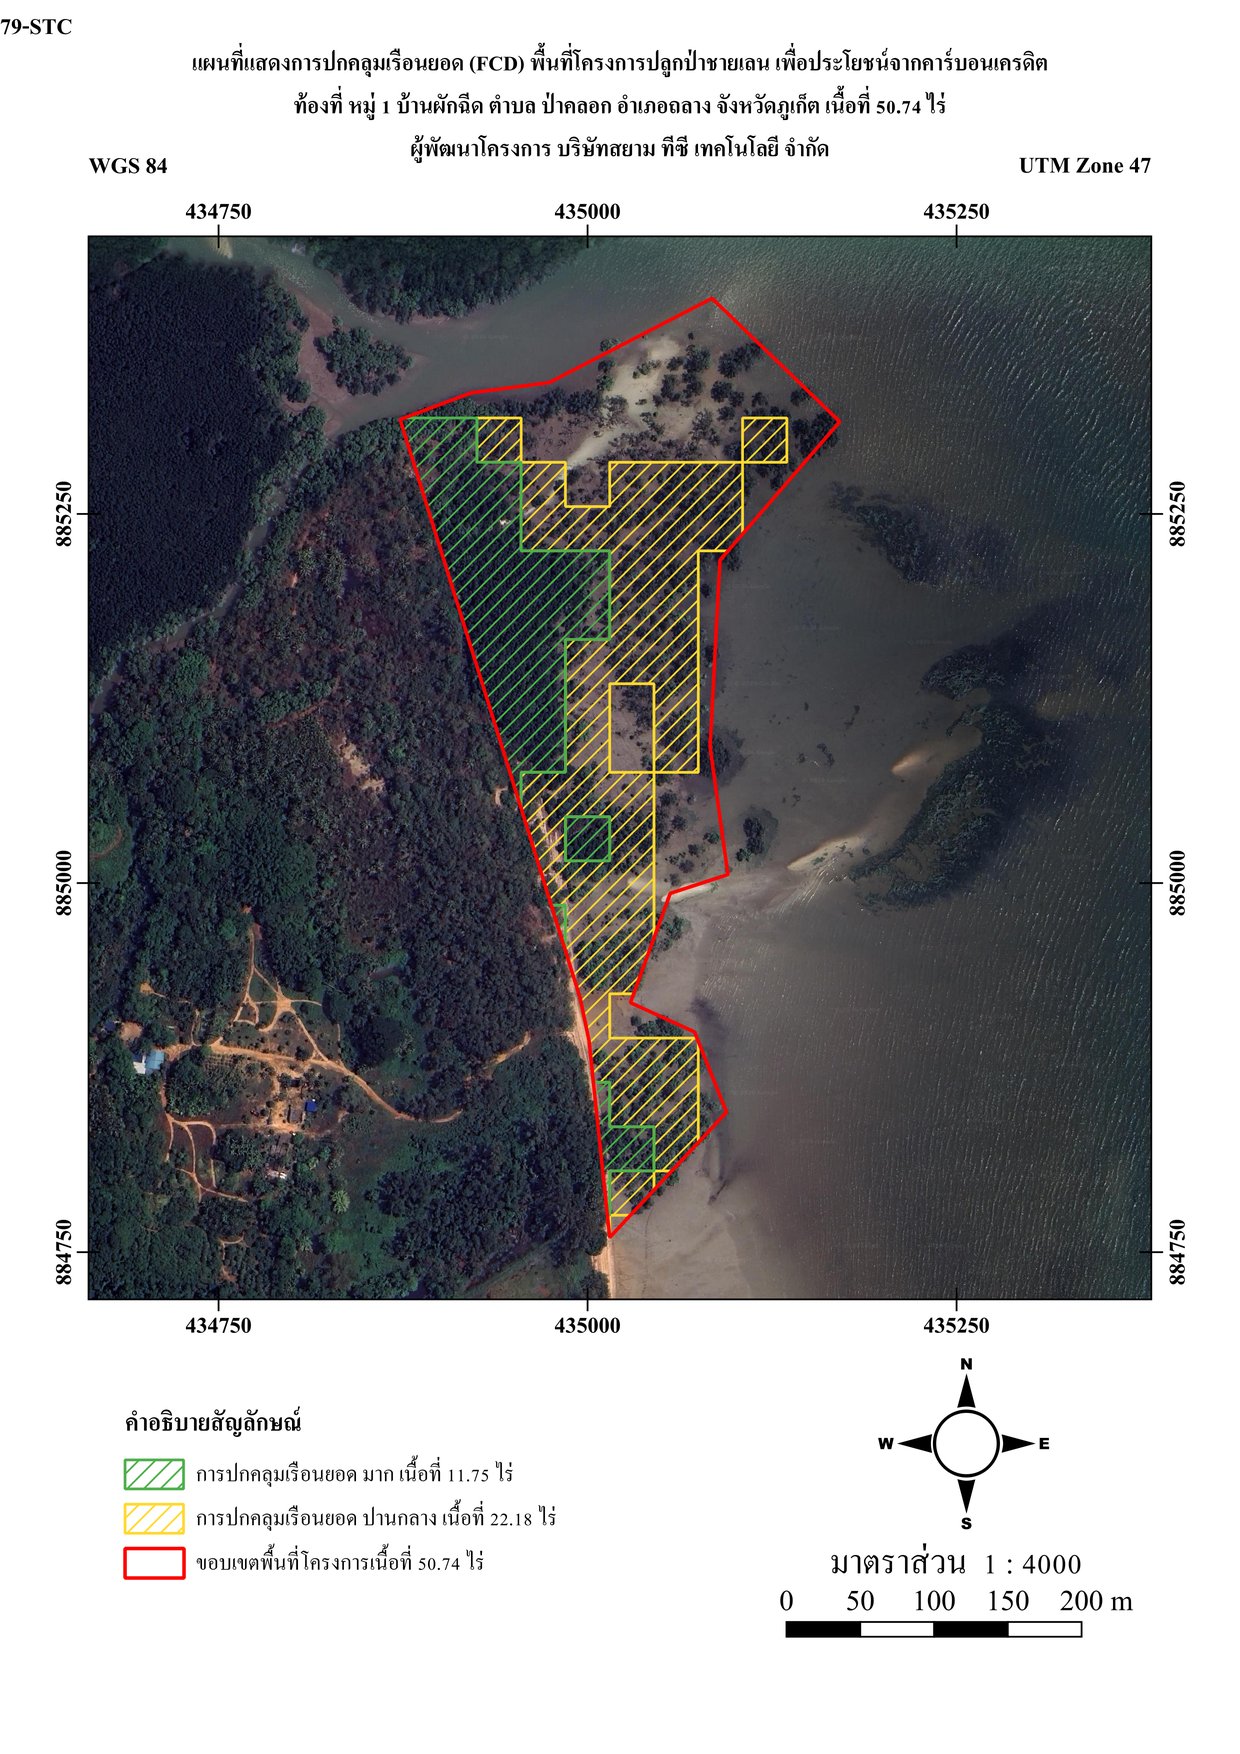 79-STC
แผนที่แสดงการปกคลุมเรือนยอด (FCD) พื้นที่โครงการปลูกป่าชายเลน เพื่อประโยชน์จากคาร์บอนเครดิต
ท้องที่ หมู่ 1 บ้านผักฉีด ตำบล ป่าคลอก อำเภอถลาง จังหวัดภูเก็ต เนื้อที่ 50.74 ไร่
ผู้พัฒนาโครงการ บริษัทสยาม ทีซี เทคโนโลยี จำกัด
WGS 84
UTM Zone 47
434750 435000 435250
885250 885250
885000 885000
884750 884750
434750 435000 435250
คำอธิบายสัญลักษณ์
การปกคลุมเรือนยอด มาก เนื้อที่ 11.75 ไร่
การปกคลุมเรือนยอด ปานกลาง เนื้อที่ 22.18 ไร่
ขอบเขตพื้นที่โครงการเนื้อที่ 50.74 ไร่
N
W E
S
มาตราส่วน 1 : 4000
0 50 100 150 200 m